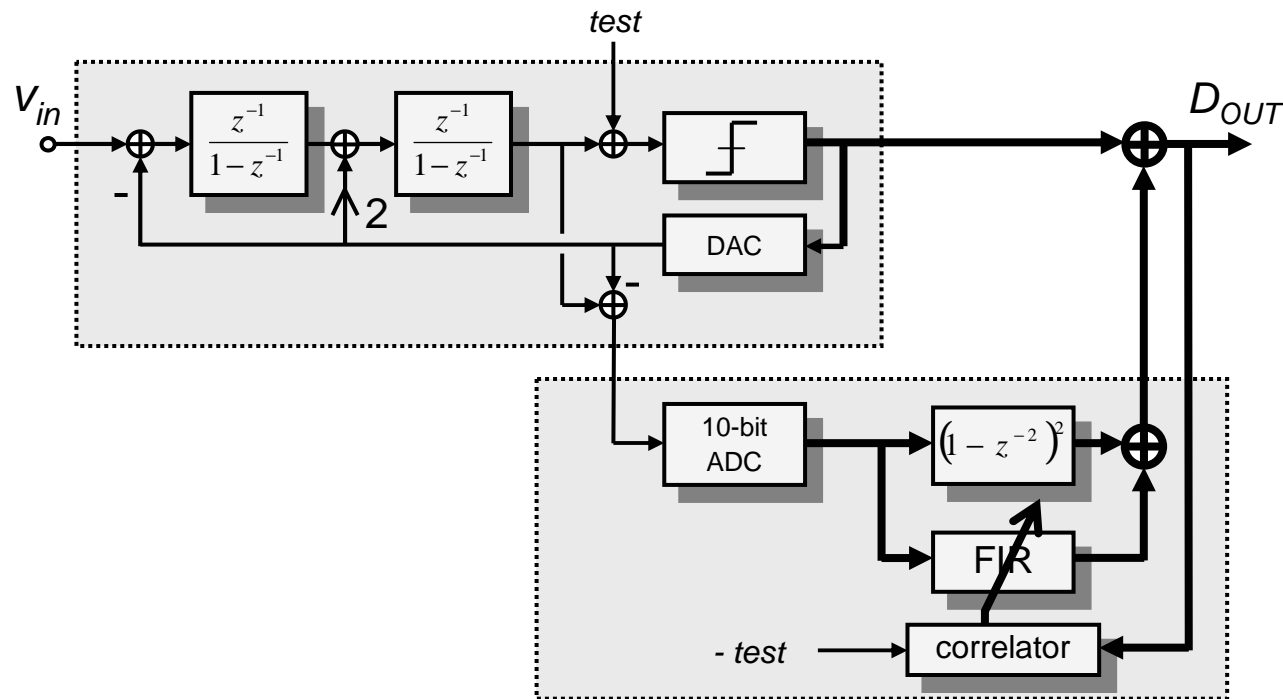 test
v_in
z^{-1}
1 - z^{-1}
z^{-1}
1 - z^{-1}
D_OUT
-
2
DAC
-
10-bit
ADC
(1 - z^{-2})^2
FIR
- test
correlator